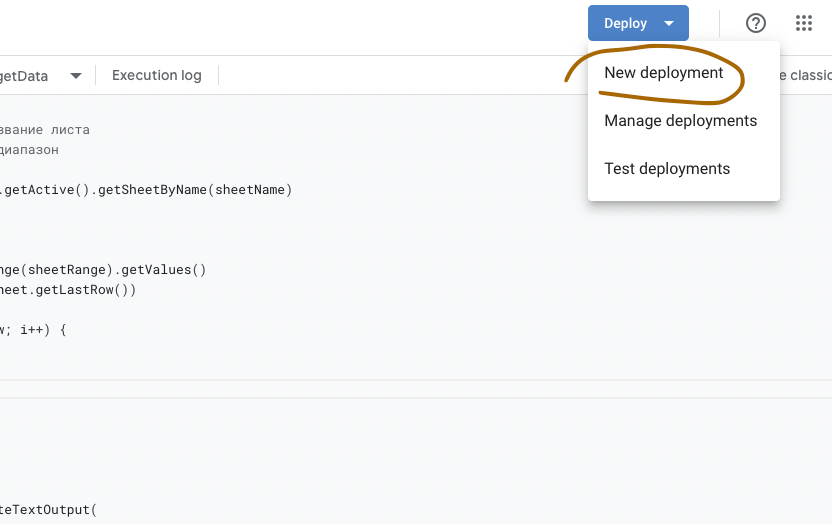 Deploy
getData
Execution log
New deployment
e classic
Manage deployments
Test deployments
звание листа
диапазон
.getActive().getSheetByName(sheetName)
nge(sheetRange).getValues()
heet.getLastRow())
w; i++) {
teTextOutput(